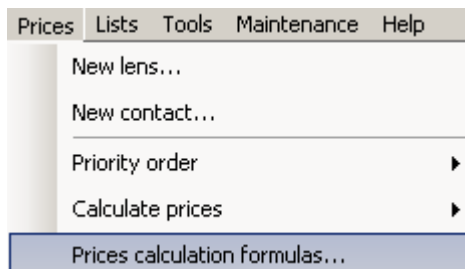 Prices Lists Tools Maintenance Help
New lens...
New contact...
Priority order
Calculate prices
Prices calculation formulas...